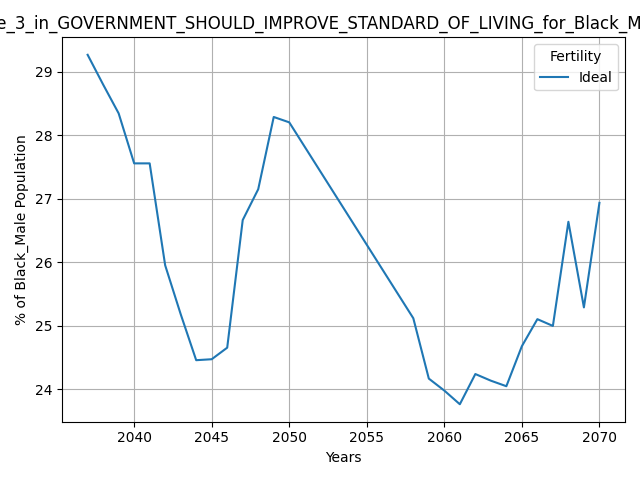 e_3_in_GOVERNMENT_SHOULD_IMPROVE_STANDARD_OF_LIVING_for_Black_M
Fertility
Ideal
% of Black_Male Population
29
28
27
26
25
24
2040 2045 2050 2055 2060 2065 2070
Years